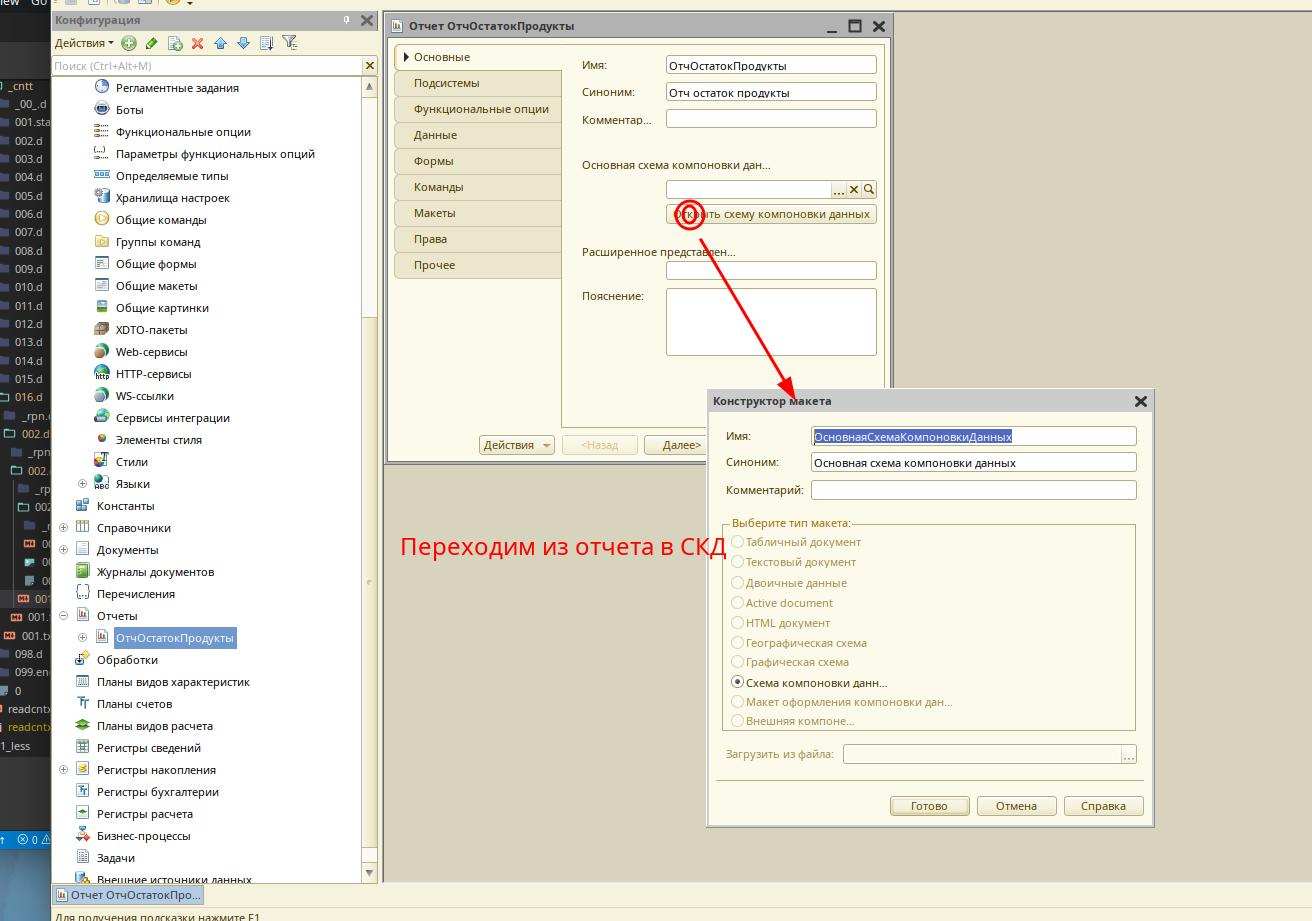 iew Go
_cntt
_00_.d
001.sta
002.d
003.d
004.d
005.d
006.d
007.d
008.d
009.d
010.d
011.d
012.d
013.d
014.d
015.d
016.d
_rpn.
002.d
_rpn
002.
_rp
002
_r
00
00
00
001
001.
001.tx
098.d
099.en
0
readcnt
readcnt
1_less
0
Конфигурация
Действия
Поиск (Ctrl+Alt+M)
Регламентные задания
Боты
Функциональные опции
Параметры функциональных опций
Определяемые типы
Хранилища настроек
Общие команды
Группы команд
Общие формы
Общие макеты
Общие картинки
XDTO-пакеты
Web-сервисы
HTTP-сервисы
WS-ссылки
Сервисы интеграции
Элементы стиля
Стили
Языки
Константы
Справочники
Документы
Журналы документов
Перечисления
Отчеты
ОтчОстатокПродукты
Обработки
Планы видов характеристик
Планы счетов
Планы видов расчета
Регистры сведений
Регистры накопления
Регистры бухгалтерии
Регистры расчета
Бизнес-процессы
Задачи
Внешние источники данных
Отчет ОтчОстатокПродукты
Основные
Подсистемы
Функциональные опции
Данные
Формы
Команды
Макеты
Права
Прочее
Имя: ОтчОстатокПродукты
Синоним: Отч остаток продукты
Комментар...
Основная схема компоновки дан...
...
Открыть схему компоновки данных
Расширенное представлен...
Пояснение:
Действия <Назад Далее>
Переходим из отчета в СКД
Конструктор макета
Имя: ОсновнаяСхемаКомпоновкиДанных
Синоним: Основная схема компоновки данных
Комментарий:
Выберите тип макета:
Табличный документ
Текстовый документ
Двоичные данные
Active document
HTML документ
Географическая схема
Графическая схема
Схема компоновки данн...
Макет оформления компоновки дан...
Внешняя компоне...
Загрузить из файла: ...
Готово Отмена Справка
Отчет ОтчОстатокПро...
Для получения подсказки нажмите F1